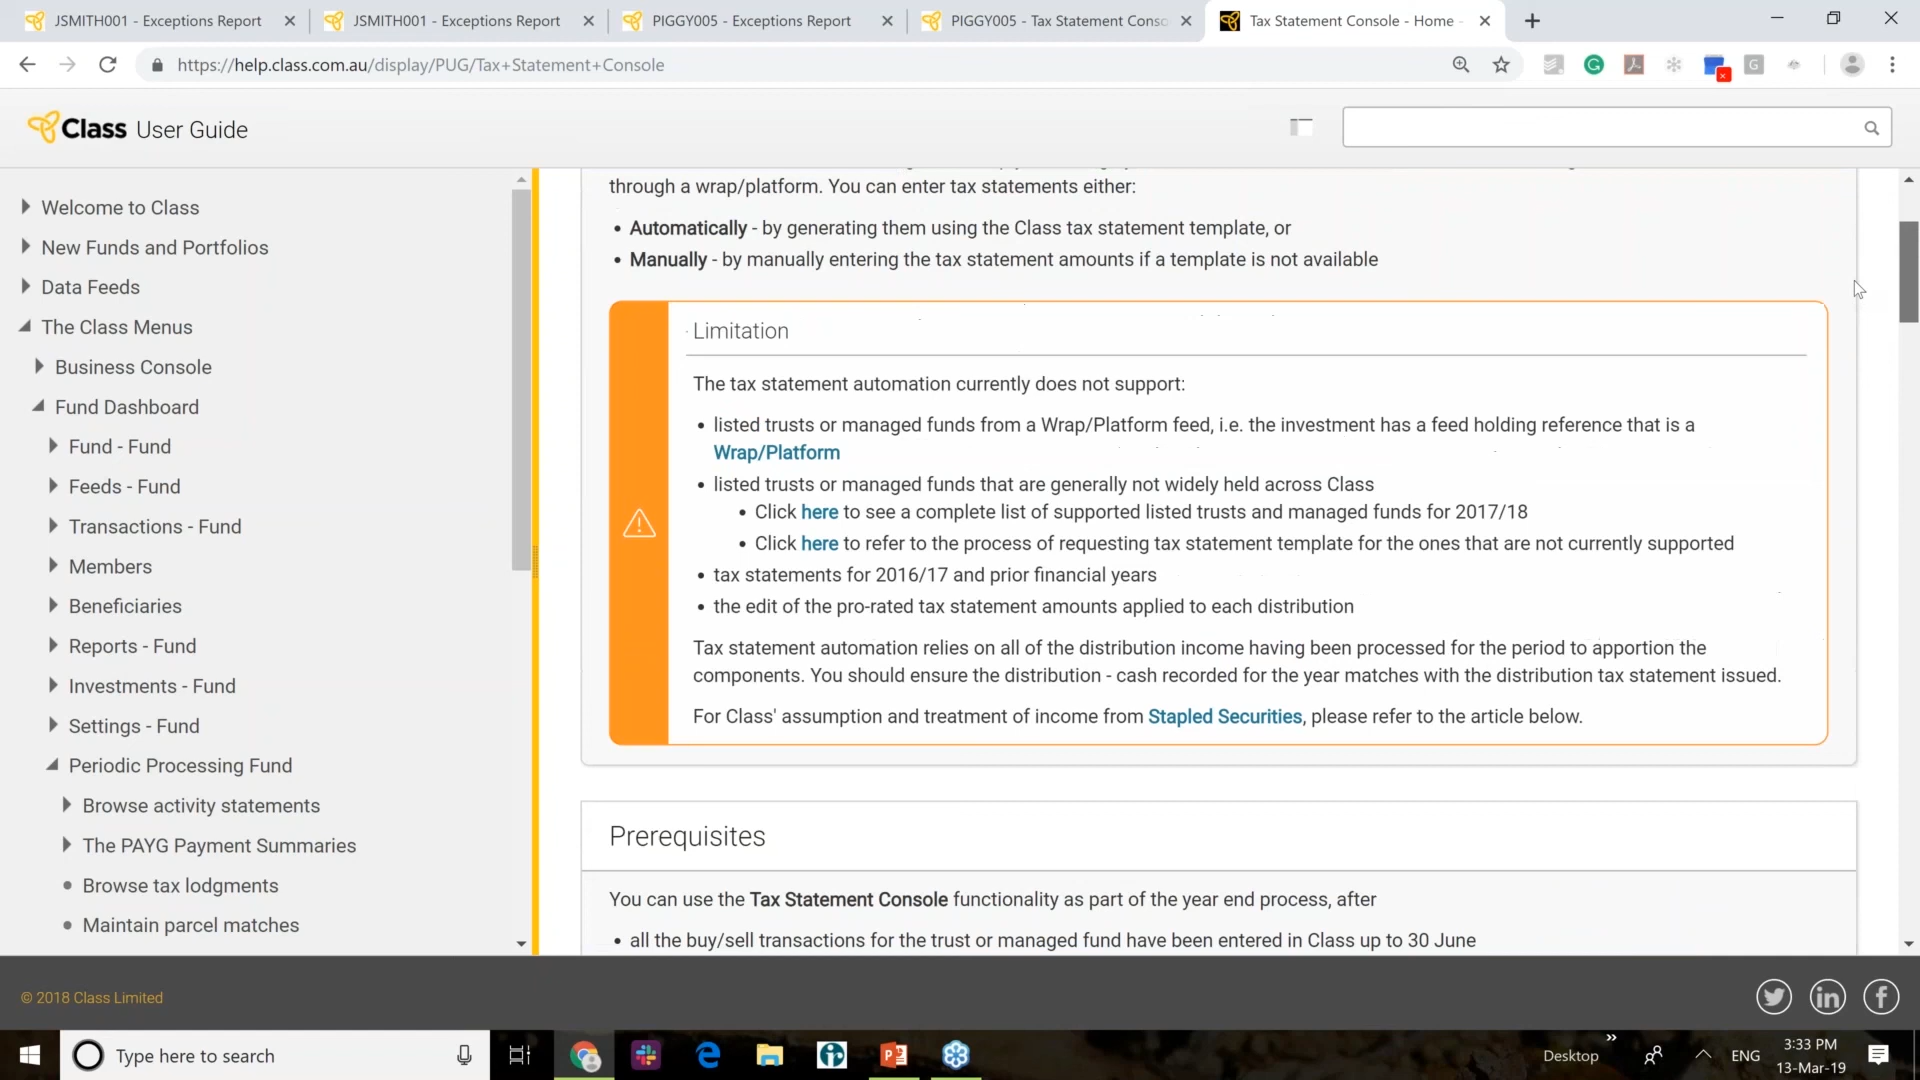 JSMITH001 - Exceptions Report
JSMITH001 - Exceptions Report
PIGGY005 - Exceptions Report
PIGGY005 - Tax Statement Conso
Tax Statement Console - Home -
https://help.class.com.au/display/PUG/Tax+Statement+Console
Class User Guide
Welcome to Class
New Funds and Portfolios
Data Feeds
The Class Menus
Business Console
Fund Dashboard
Fund - Fund
Feeds - Fund
Transactions - Fund
Members
Beneficiaries
Reports - Fund
Investments - Fund
Settings - Fund
Periodic Processing Fund
Browse activity statements
The PAYG Payment Summaries
Browse tax lodgments
Maintain parcel matches
through a wrap/platform. You can enter tax statements either:
• Automatically - by generating them using the Class tax statement template, or
• Manually - by manually entering the tax statement amounts if a template is not available
Limitation
The tax statement automation currently does not support:
• listed trusts or managed funds from a Wrap/Platform feed, i.e. the investment has a feed holding reference that is a
Wrap/Platform
• listed trusts or managed funds that are generally not widely held across Class
• Click here to see a complete list of supported listed trusts and managed funds for 2017/18
• Click here to refer to the process of requesting tax statement template for the ones that are not currently supported
• tax statements for 2016/17 and prior financial years
• the edit of the pro-rated tax statement amounts applied to each distribution
Tax statement automation relies on all of the distribution income having been processed for the period to apportion the
components. You should ensure the distribution - cash recorded for the year matches with the distribution tax statement issued.
For Class' assumption and treatment of income from Stapled Securities, please refer to the article below.
Prerequisites
You can use the Tax Statement Console functionality as part of the year end process, after
• all the buy/sell transactions for the trust or managed fund have been entered in Class up to 30 June
© 2018 Class Limited
Type here to search
Desktop
ENG
3:33 PM
13-Mar-19